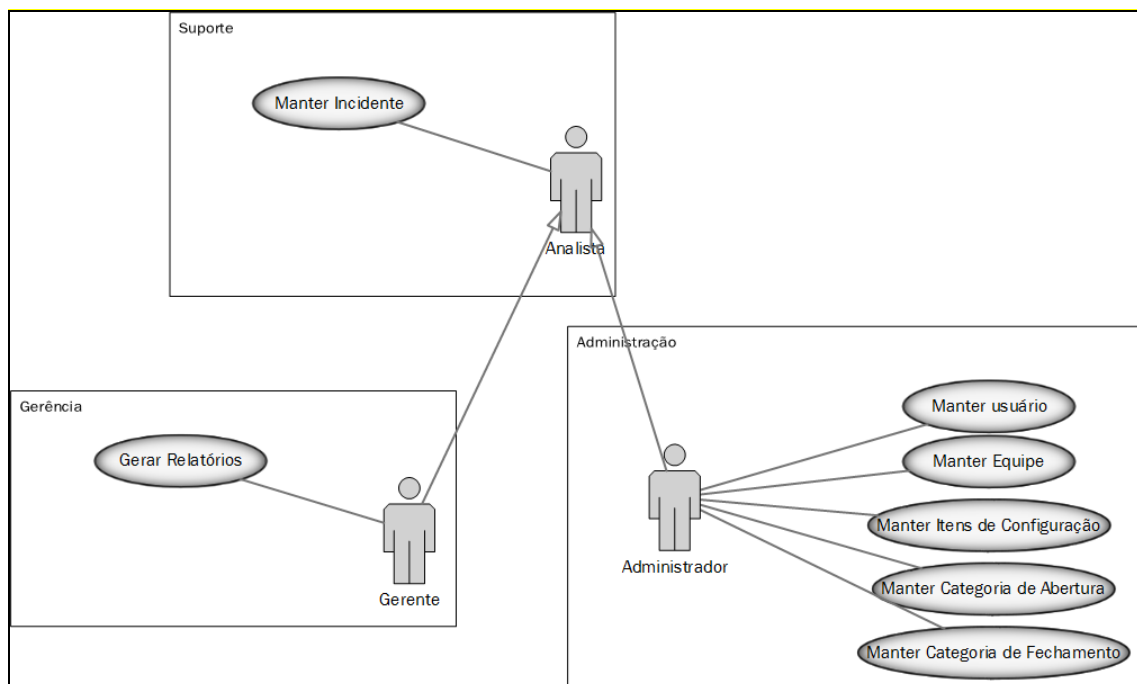 Suporte
Manter Incidente
Analista
Administração
Manter usuário
Gerência
Gerar Relatórios
Manter Equipe
Manter Itens de Configuração
Administrador
Manter Categoria de Abertura
Gerente
Manter Categoria de Fechamento